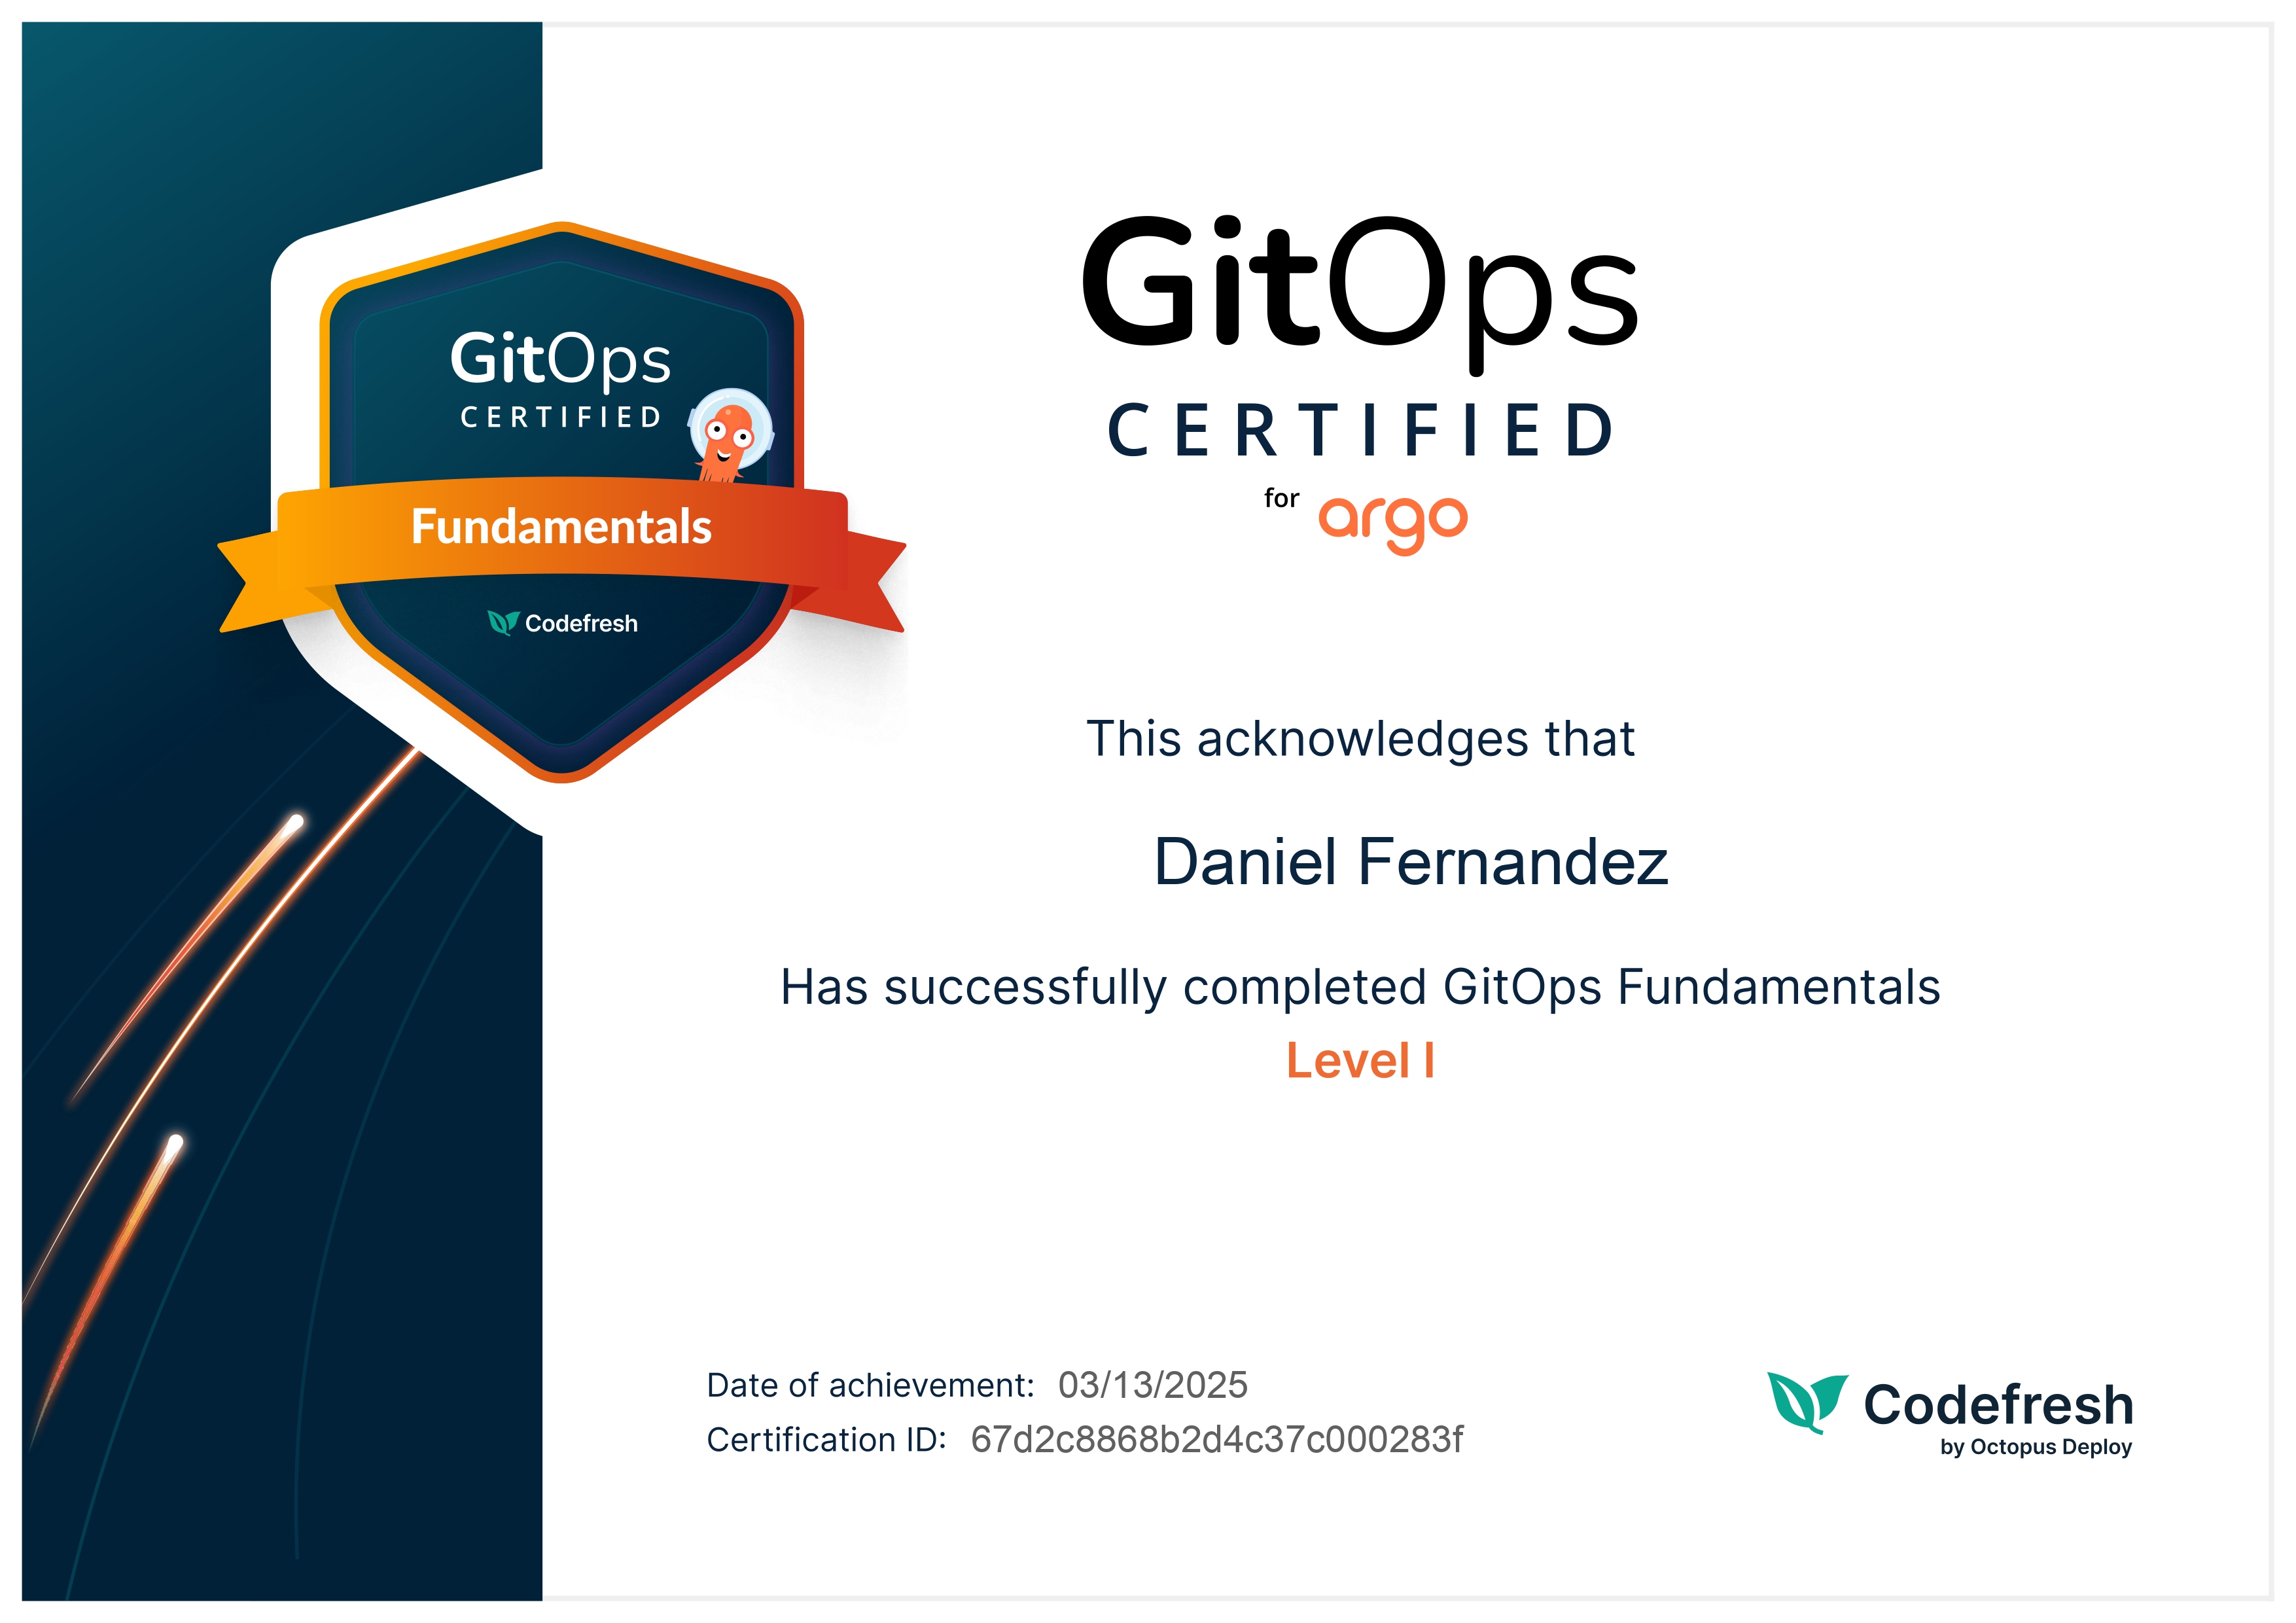 GitOps
CERTIFIED
Fundamentals
Codefresh
GitOps
CERTIFIED
for argo
This acknowledges that
Daniel Fernandez
Has successfully completed GitOps Fundamentals
Level I
Date of achievement: 03/13/2025
Certification ID: 67d2c8868b2d4c37c000283f
Codefresh
by Octopus Deploy